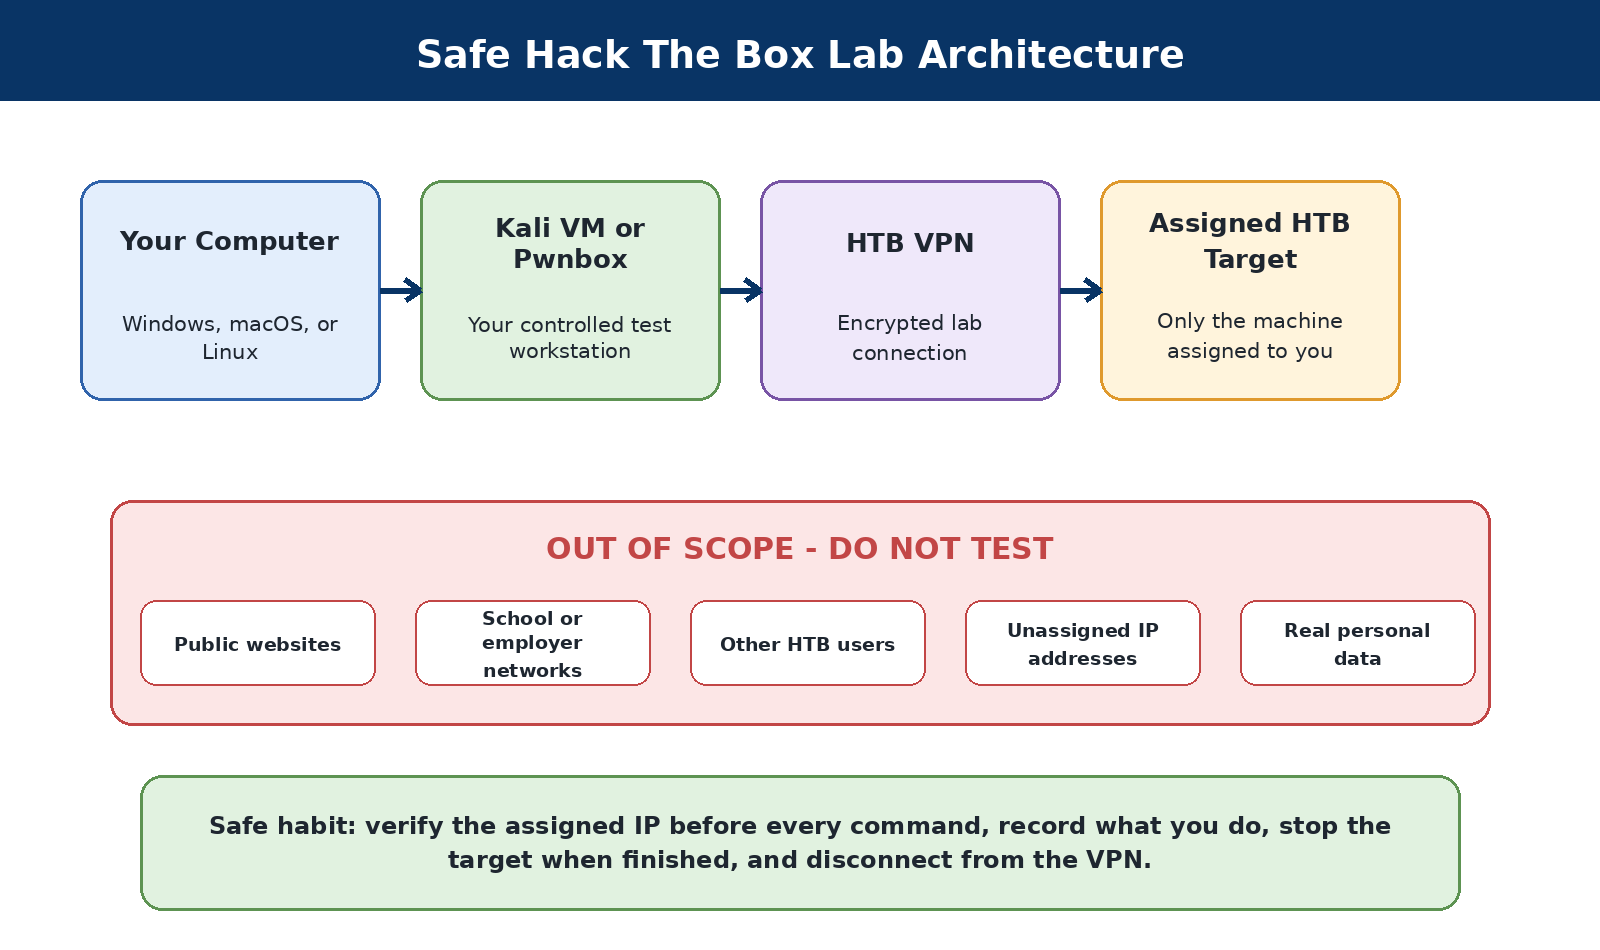 Safe Hack The Box Lab Architecture
Your Computer
Windows, macOS, or
Linux
Kali VM or
Pwnbox
Your controlled test
workstation
HTB VPN
Encrypted lab
connection
Assigned HTB
Target
Only the machine
assigned to you
OUT OF SCOPE - DO NOT TEST
Public websites
School or
employer
networks
Other HTB users
Unassigned IP
addresses
Real personal
data
Safe habit: verify the assigned IP before every command, record what you do, stop the
target when finished, and disconnect from the VPN.